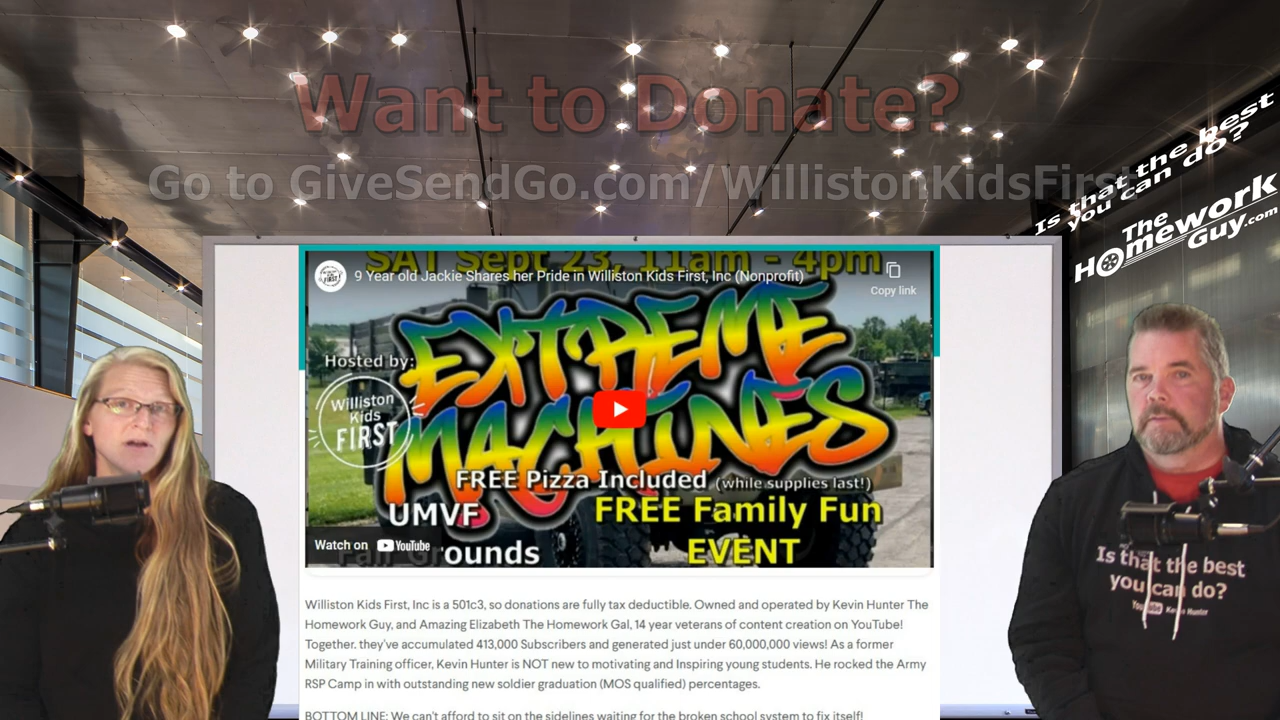 Want to Donate?
Go to GiveSendGo.com/WillistonKidsFirst
Is that the best
you can do?
The
Homework
Guy.com
SAT Sept 23, 11am - 4pm
9 Year old Jackie Shares her Pride in Williston Kids First, Inc (Nonprofit)
Copy link
EXTREME
MACHINES
Hosted by:
Williston
Kids
FIRST
FREE Pizza Included (while supplies last!)
UMVF
FREE Family Fun
Fair Grounds
EVENT
Watch on YouTube
Williston Kids First, Inc is a 501c3, so donations are fully tax deductible. Owned and operated by Kevin Hunter The
Homework Guy, and Amazing Elizabeth The Homework Gal, 14 year veterans of content creation on YouTube!
Together, they've accumulated 413,000 Subscribers and generated just under 60,000,000 views! As a former
Military Training officer, Kevin Hunter is NOT new to motivating and Inspiring young students. He rocked the Army
RSP Camp in with outstanding new soldier graduation (MOS qualified) percentages.
BOTTOM LINE: We can't afford to sit on the sidelines waiting for the broken school system to fix itself!
Is that the best
you can do?
YouTube Kevin Hunter